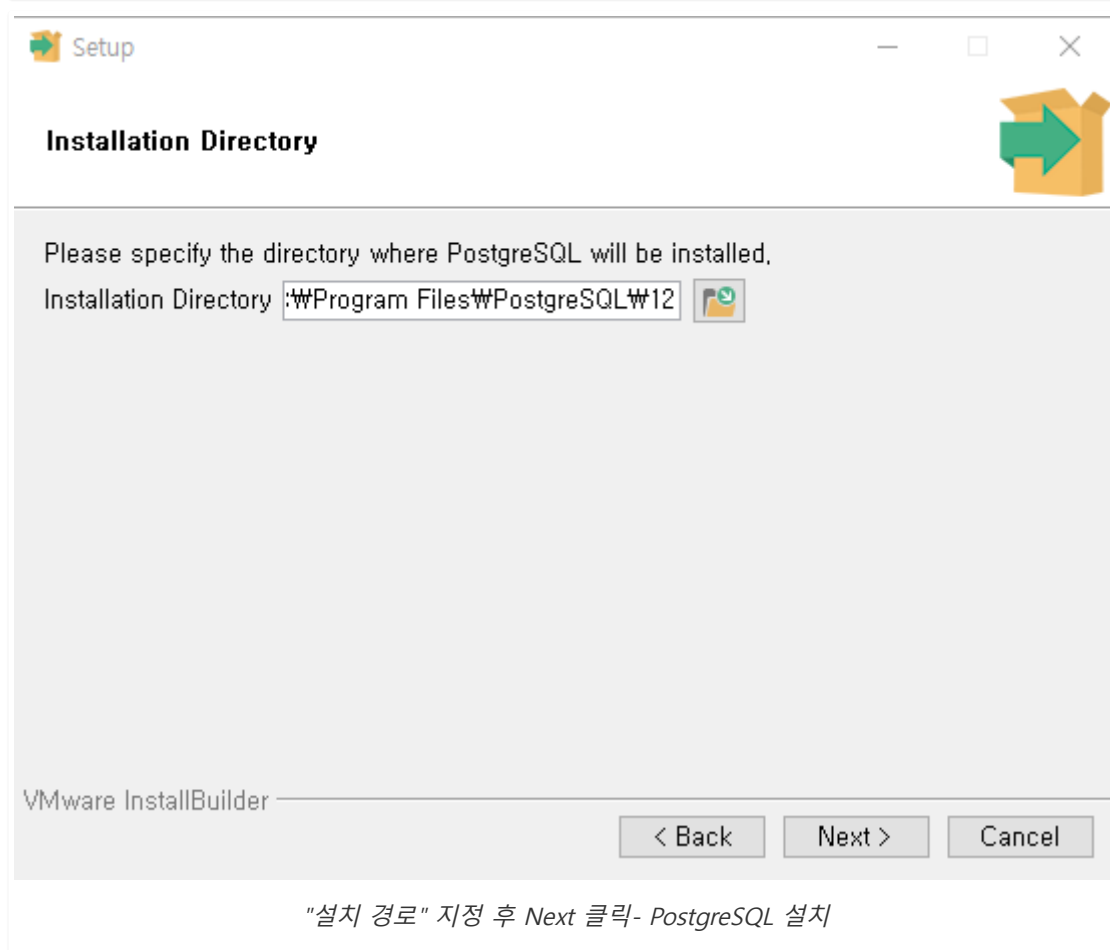 Setup
Installation Directory
Please specify the directory where PostgreSQL will be installed,
Installation Directory :₩Program Files₩PostgreSQL₩12
VMware InstallBuilder
< Back Next > Cancel
"설치 경로" 지정 후 Next 클릭- PostgreSQL 설치